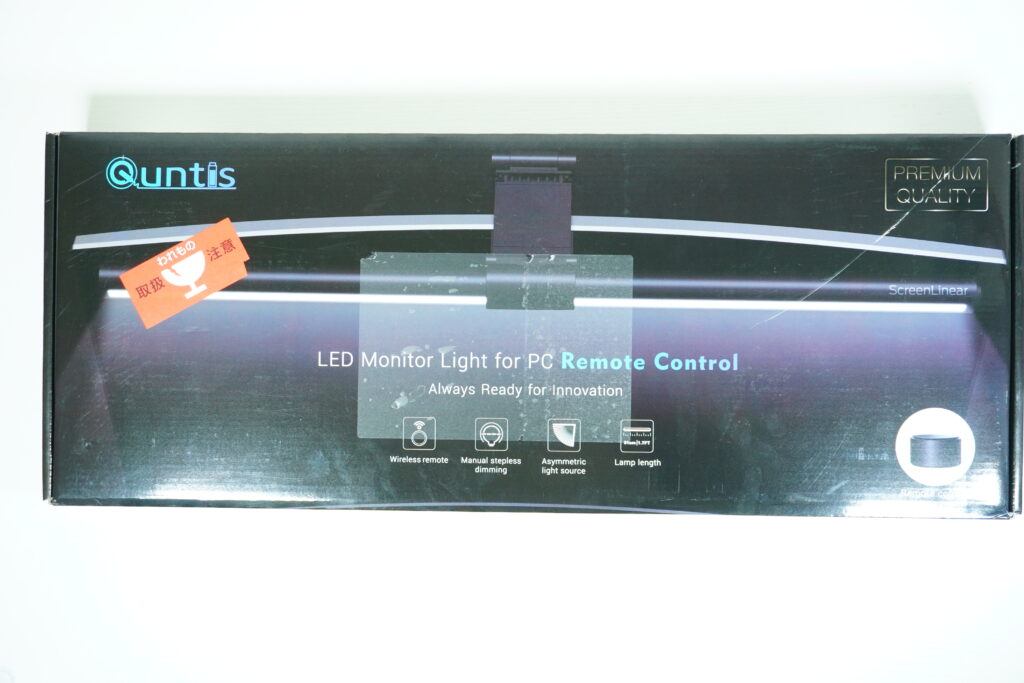 Quntis
PREMIUM
QUALITY
われもの
取扱 注意
ScreenLinear
LED Monitor Light for PC Remote Control
Always Ready for Innovation
Wireless remote
Manual stepless
dimming
Asymmetric
light source
Lamp length